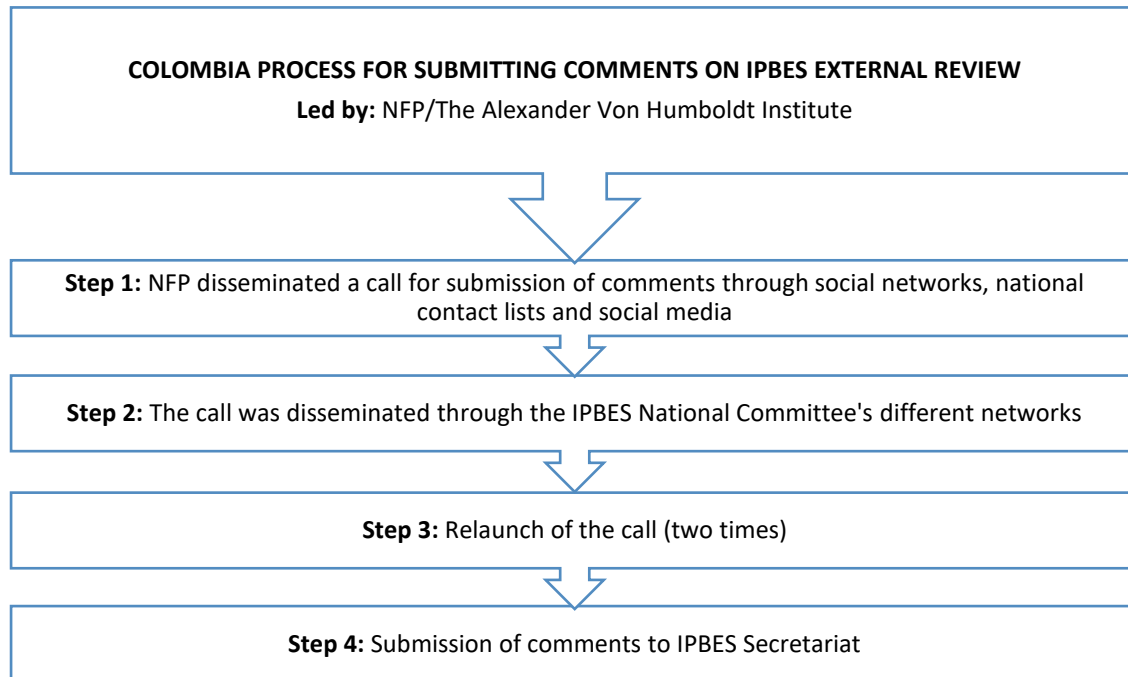 COLOMBIA PROCESS FOR SUBMITTING COMMENTS ON IPBES EXTERNAL REVIEW
Led by: NFP/The Alexander Von Humboldt Institute
Step 1: NFP disseminated a call for submission of comments through social networks, national
contact lists and social media
Step 2: The call was disseminated through the IPBES National Committee's different networks
Step 3: Relaunch of the call (two times)
Step 4: Submission of comments to IPBES Secretariat